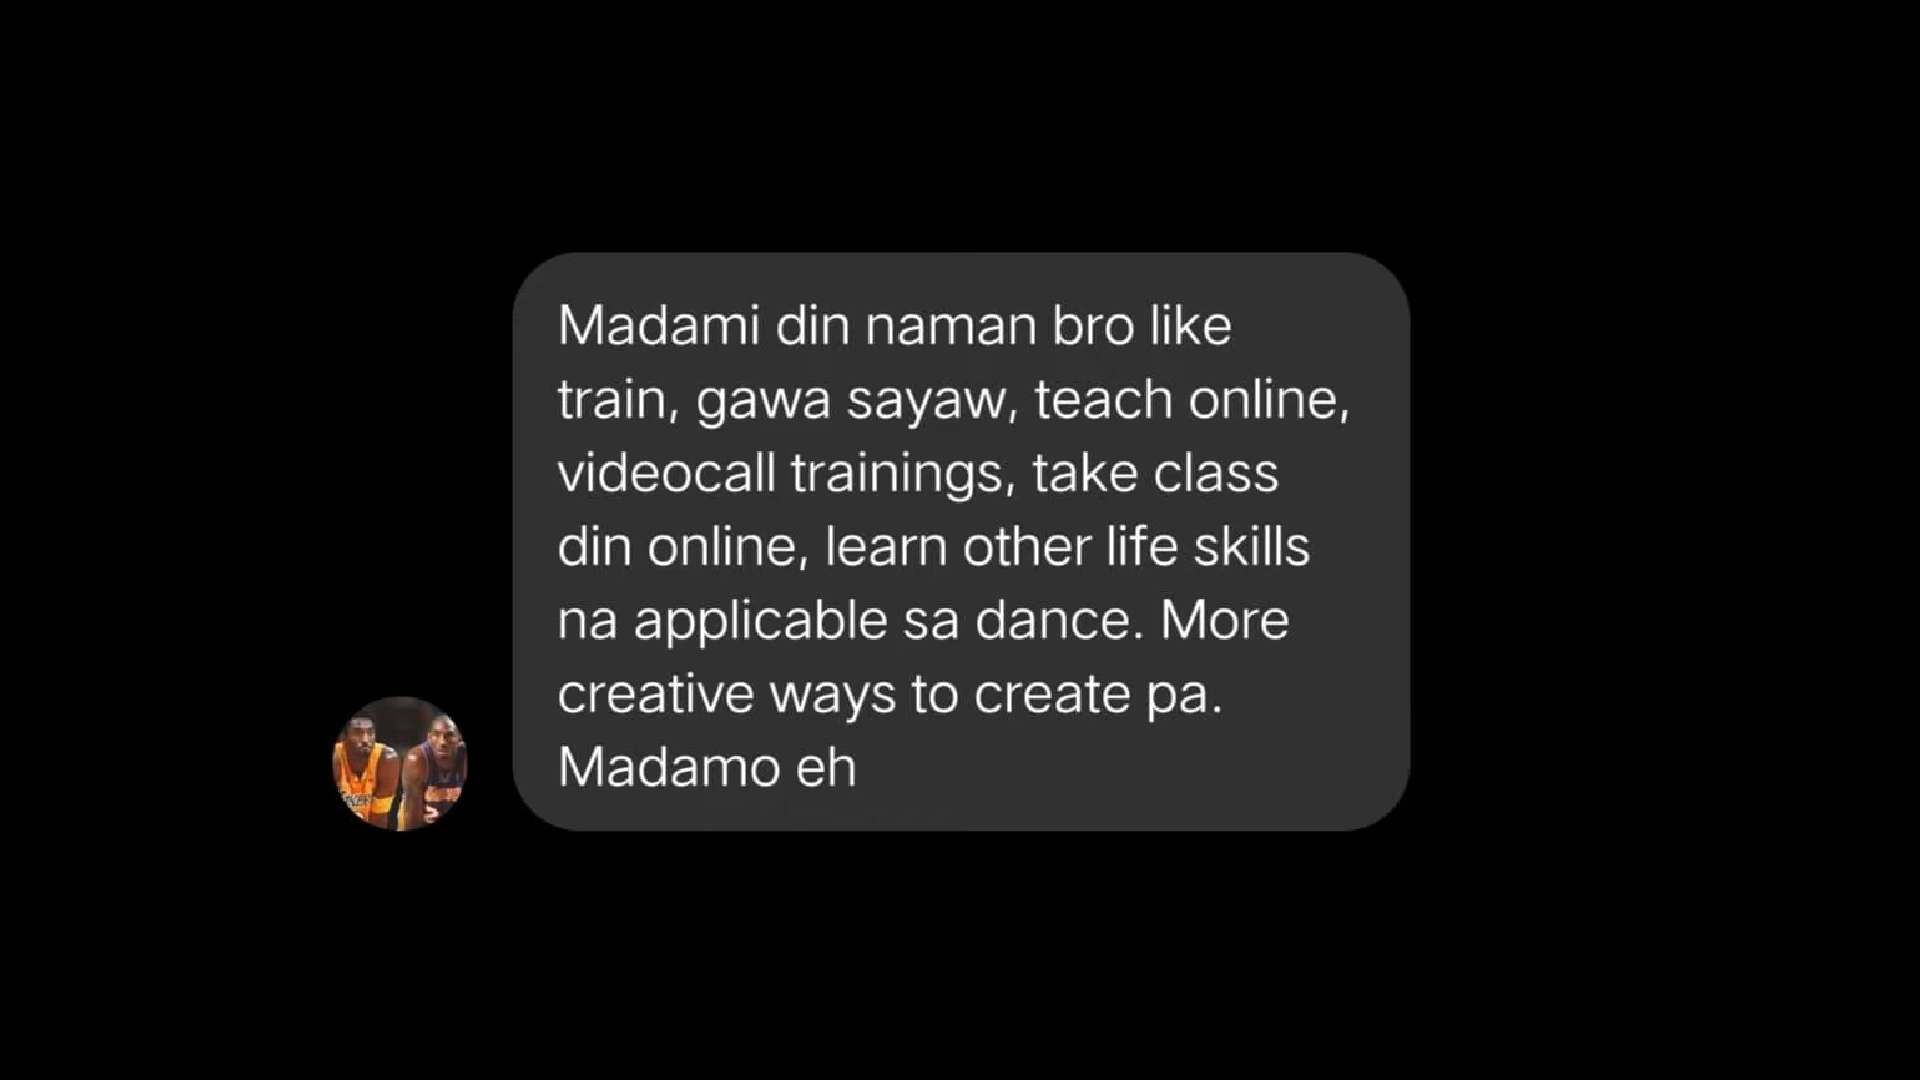 Madami din naman bro like
train, gawa sayaw, teach online,
videocall trainings, take class
din online, learn other life skills
na applicable sa dance. More
creative ways to create pa.
Madamo eh